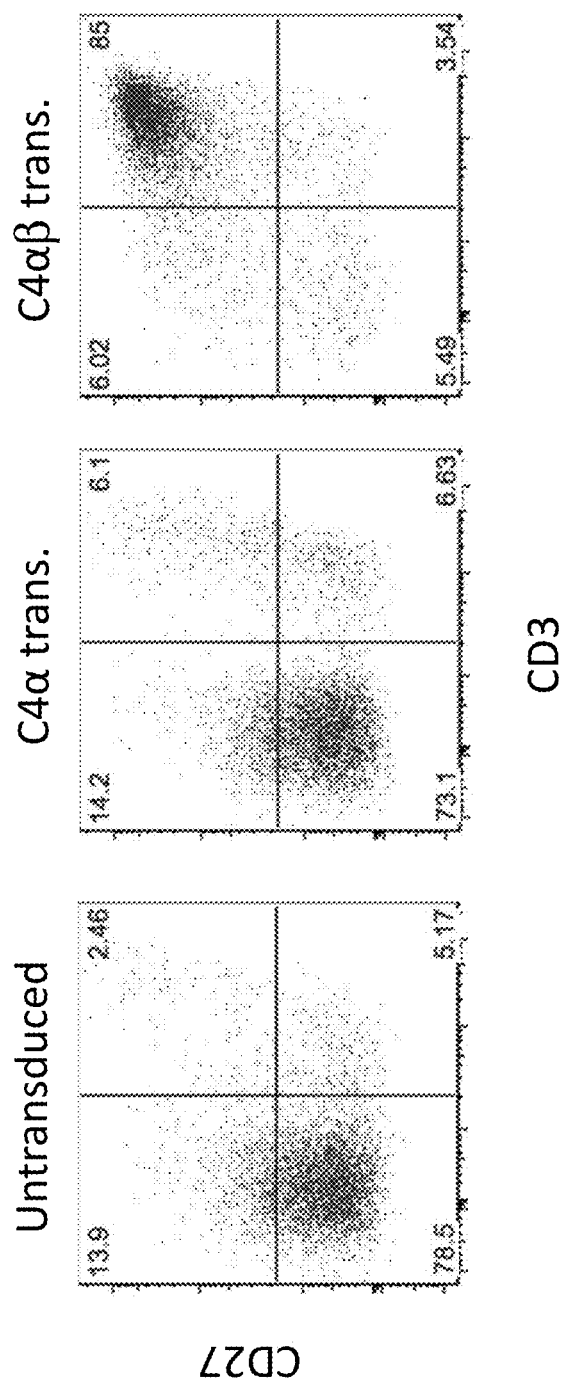 Untransduced
C4α trans.
C4αβ trans.
CD27
13.9 2.46
78.5 5.17
14.2 6.1
73.1 6.63
6.02 85
5.49 3.54
CD3